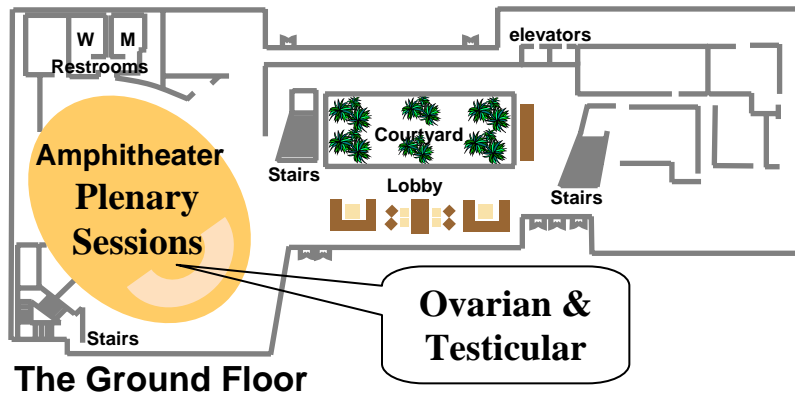 W M
Restrooms
elevators
Courtyard
Amphitheater
Plenary
Sessions
Stairs
Lobby
Stairs
Ovarian &
Testicular
Stairs
The Ground Floor